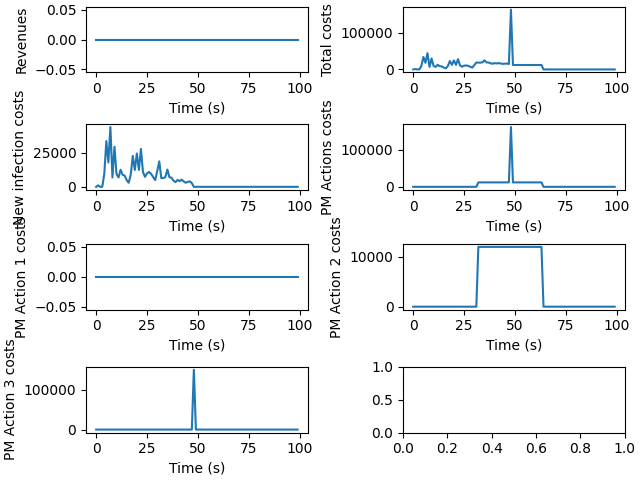 Revenues
0.05
0.00
−0.05
0 25 50 75 100
Time (s)
Total costs
100000
0
0 25 50 75 100
Time (s)
New infection costs
25000
0
0 25 50 75 100
Time (s)
PM Actions costs
100000
0
0 25 50 75 100
Time (s)
PM Action 1 costs
0.05
0.00
−0.05
0 25 50 75 100
Time (s)
PM Action 2 costs
10000
0
0 25 50 75 100
Time (s)
PM Action 3 costs
100000
0
0 25 50 75 100
Time (s)
1.0
0.5
0.0
0.0 0.2 0.4 0.6 0.8 1.0